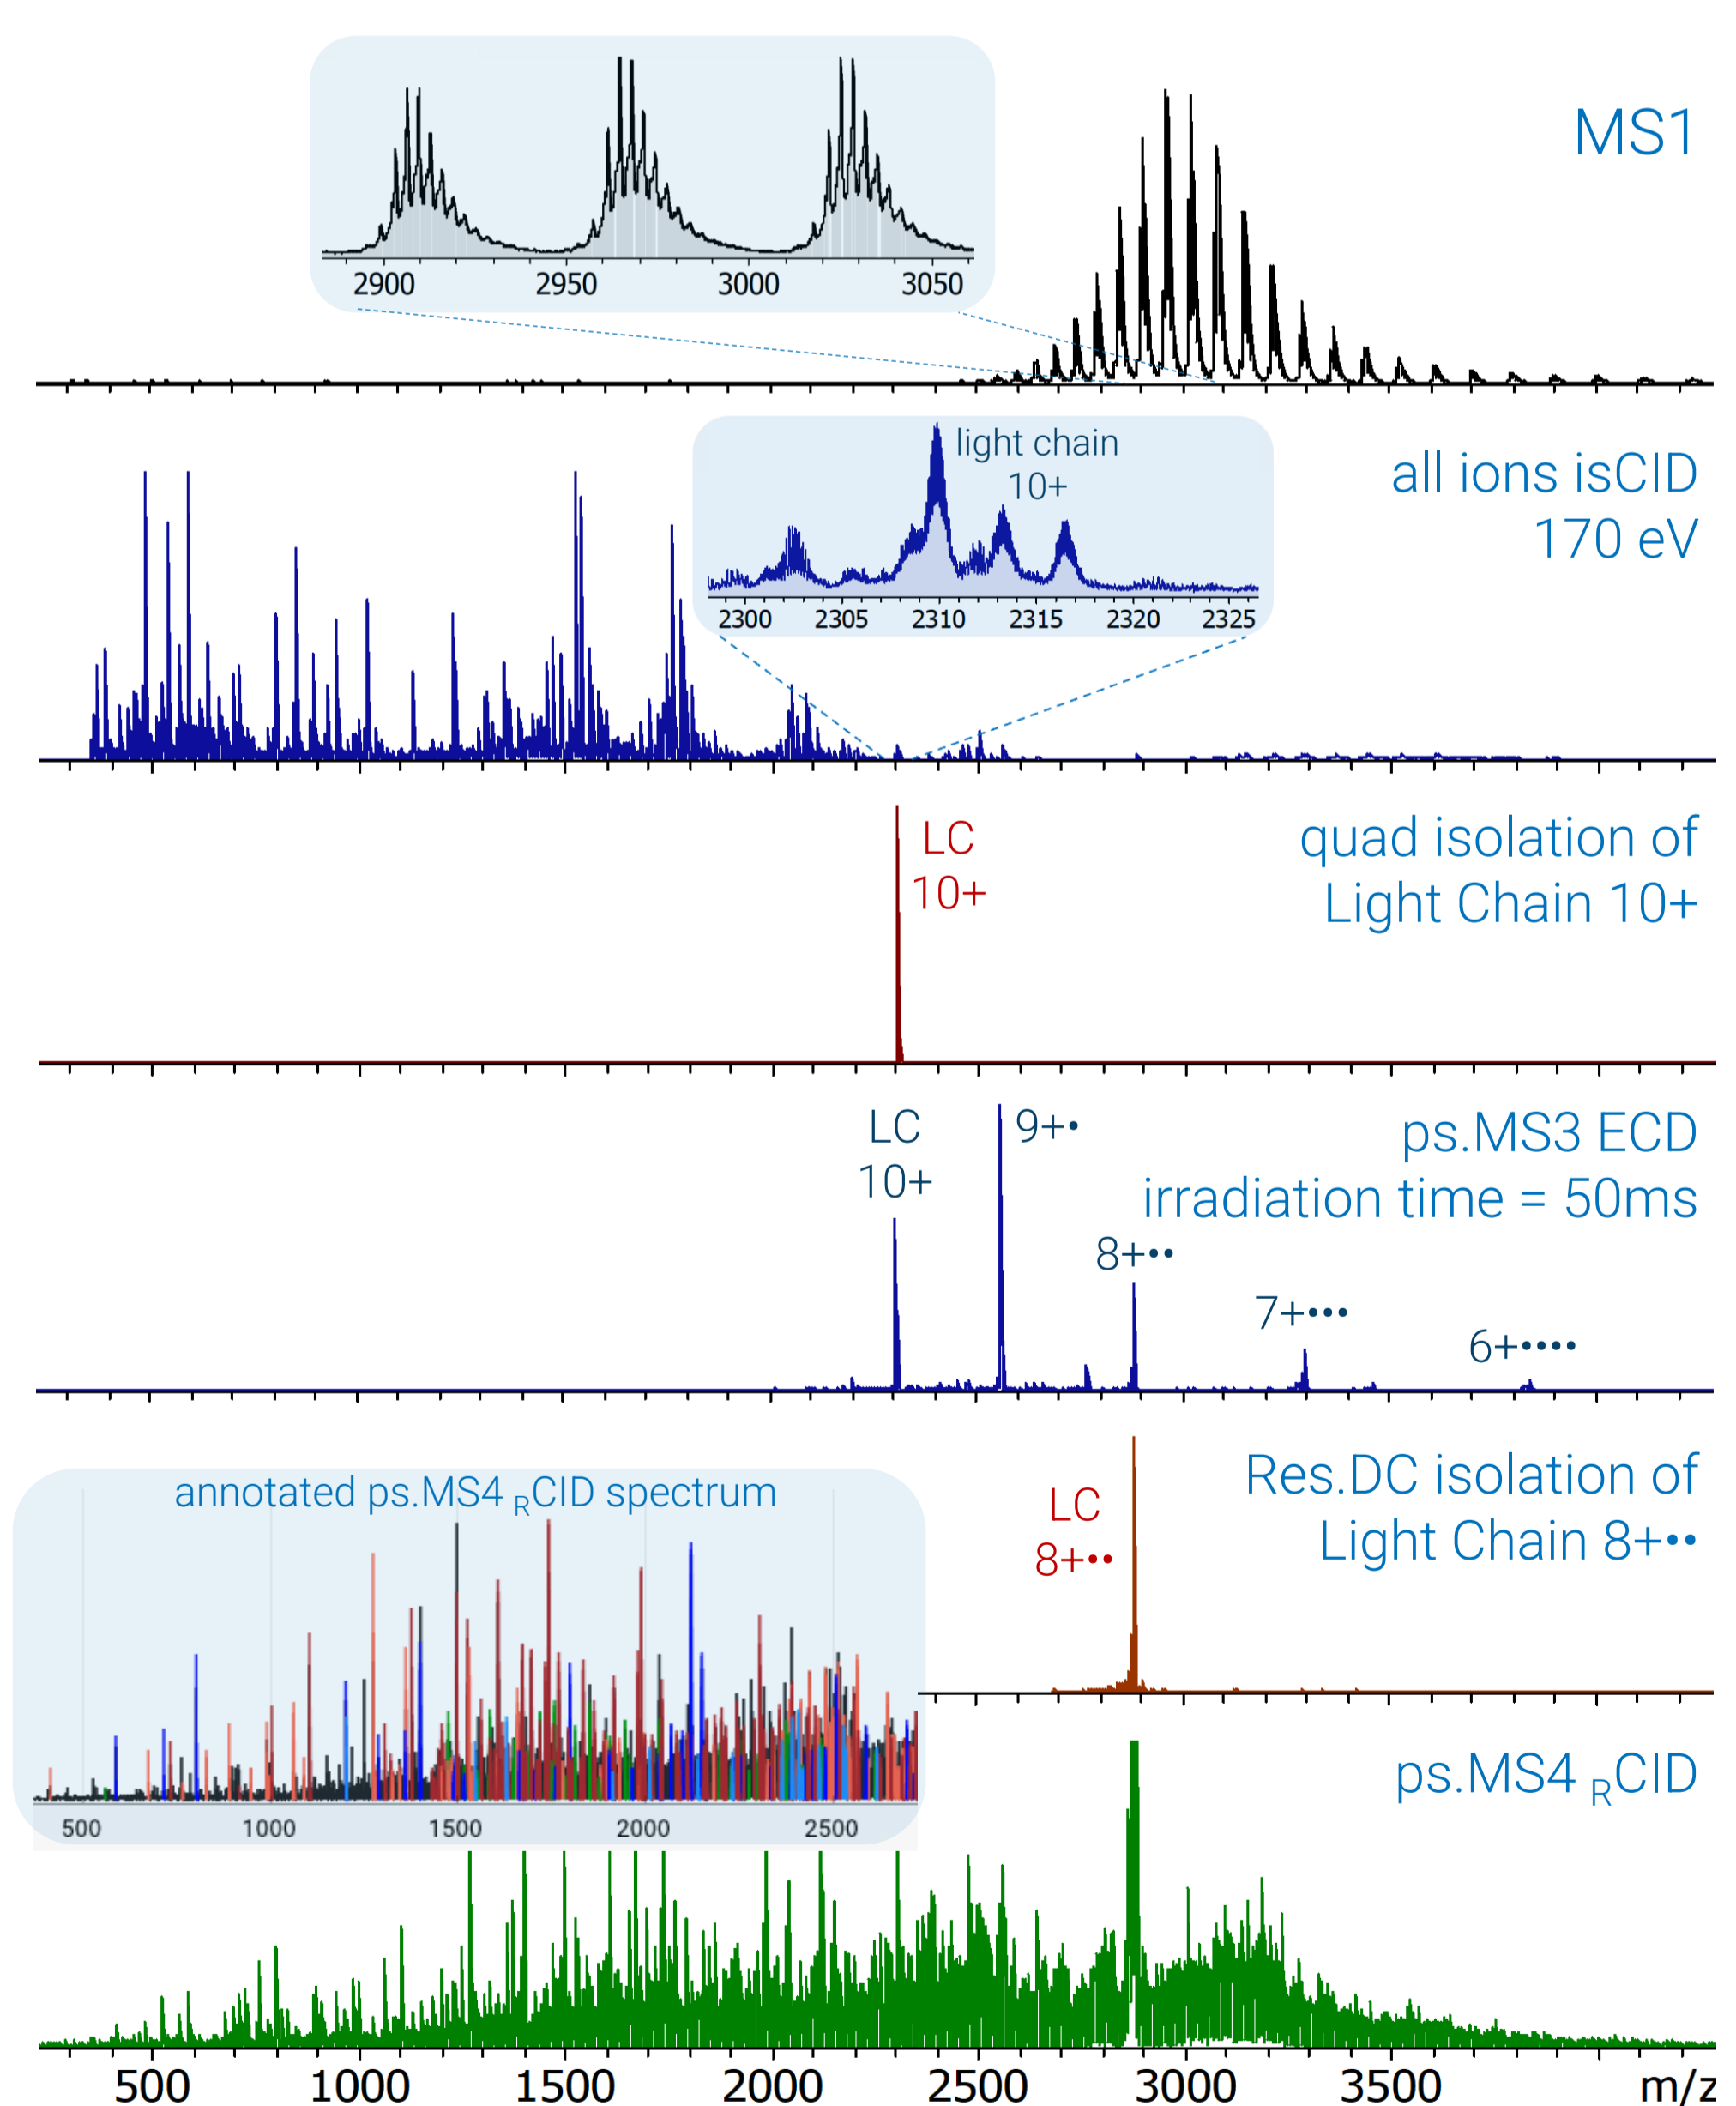 MS1
2900 2950 3000 3050
all ions isCID
170 eV
light chain
10+
2300 2305 2310 2315 2320 2325
quad isolation of
Light Chain 10+
LC
10+
ps.MS3 ECD
irradiation time = 50ms
LC
10+
9+•
8+••
7+•••
6+••••
Res.DC isolation of
Light Chain 8+••
LC
8+••
annotated ps.MS4 RCID spectrum
500 1000 1500 2000 2500
ps.MS4 RCID
500 1000 1500 2000 2500 3000 3500 m/z